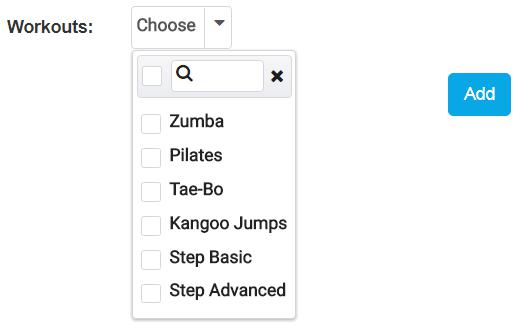 Workouts:
Choose
Add
Zumba
Pilates
Tae-Bo
Kangoo Jumps
Step Basic
Step Advanced